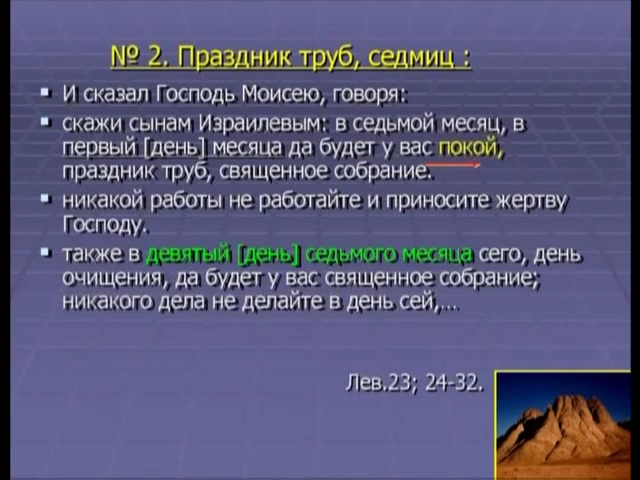 № 2. Праздник труб, седмиц :
И сказал Господь Моисею, говоря:
скажи сынам Израилевым: в седьмой месяц, в
первый [день] месяца да будет у вас покой,
праздник труб, священное собрание.
никакой работы не работайте и приносите жертву
Господу.
также в девятый [день] седьмого месяца сего, день
очищения, да будет у вас священное собрание;
никакого дела не делайте в день сей,...
Лев.23; 24-32.